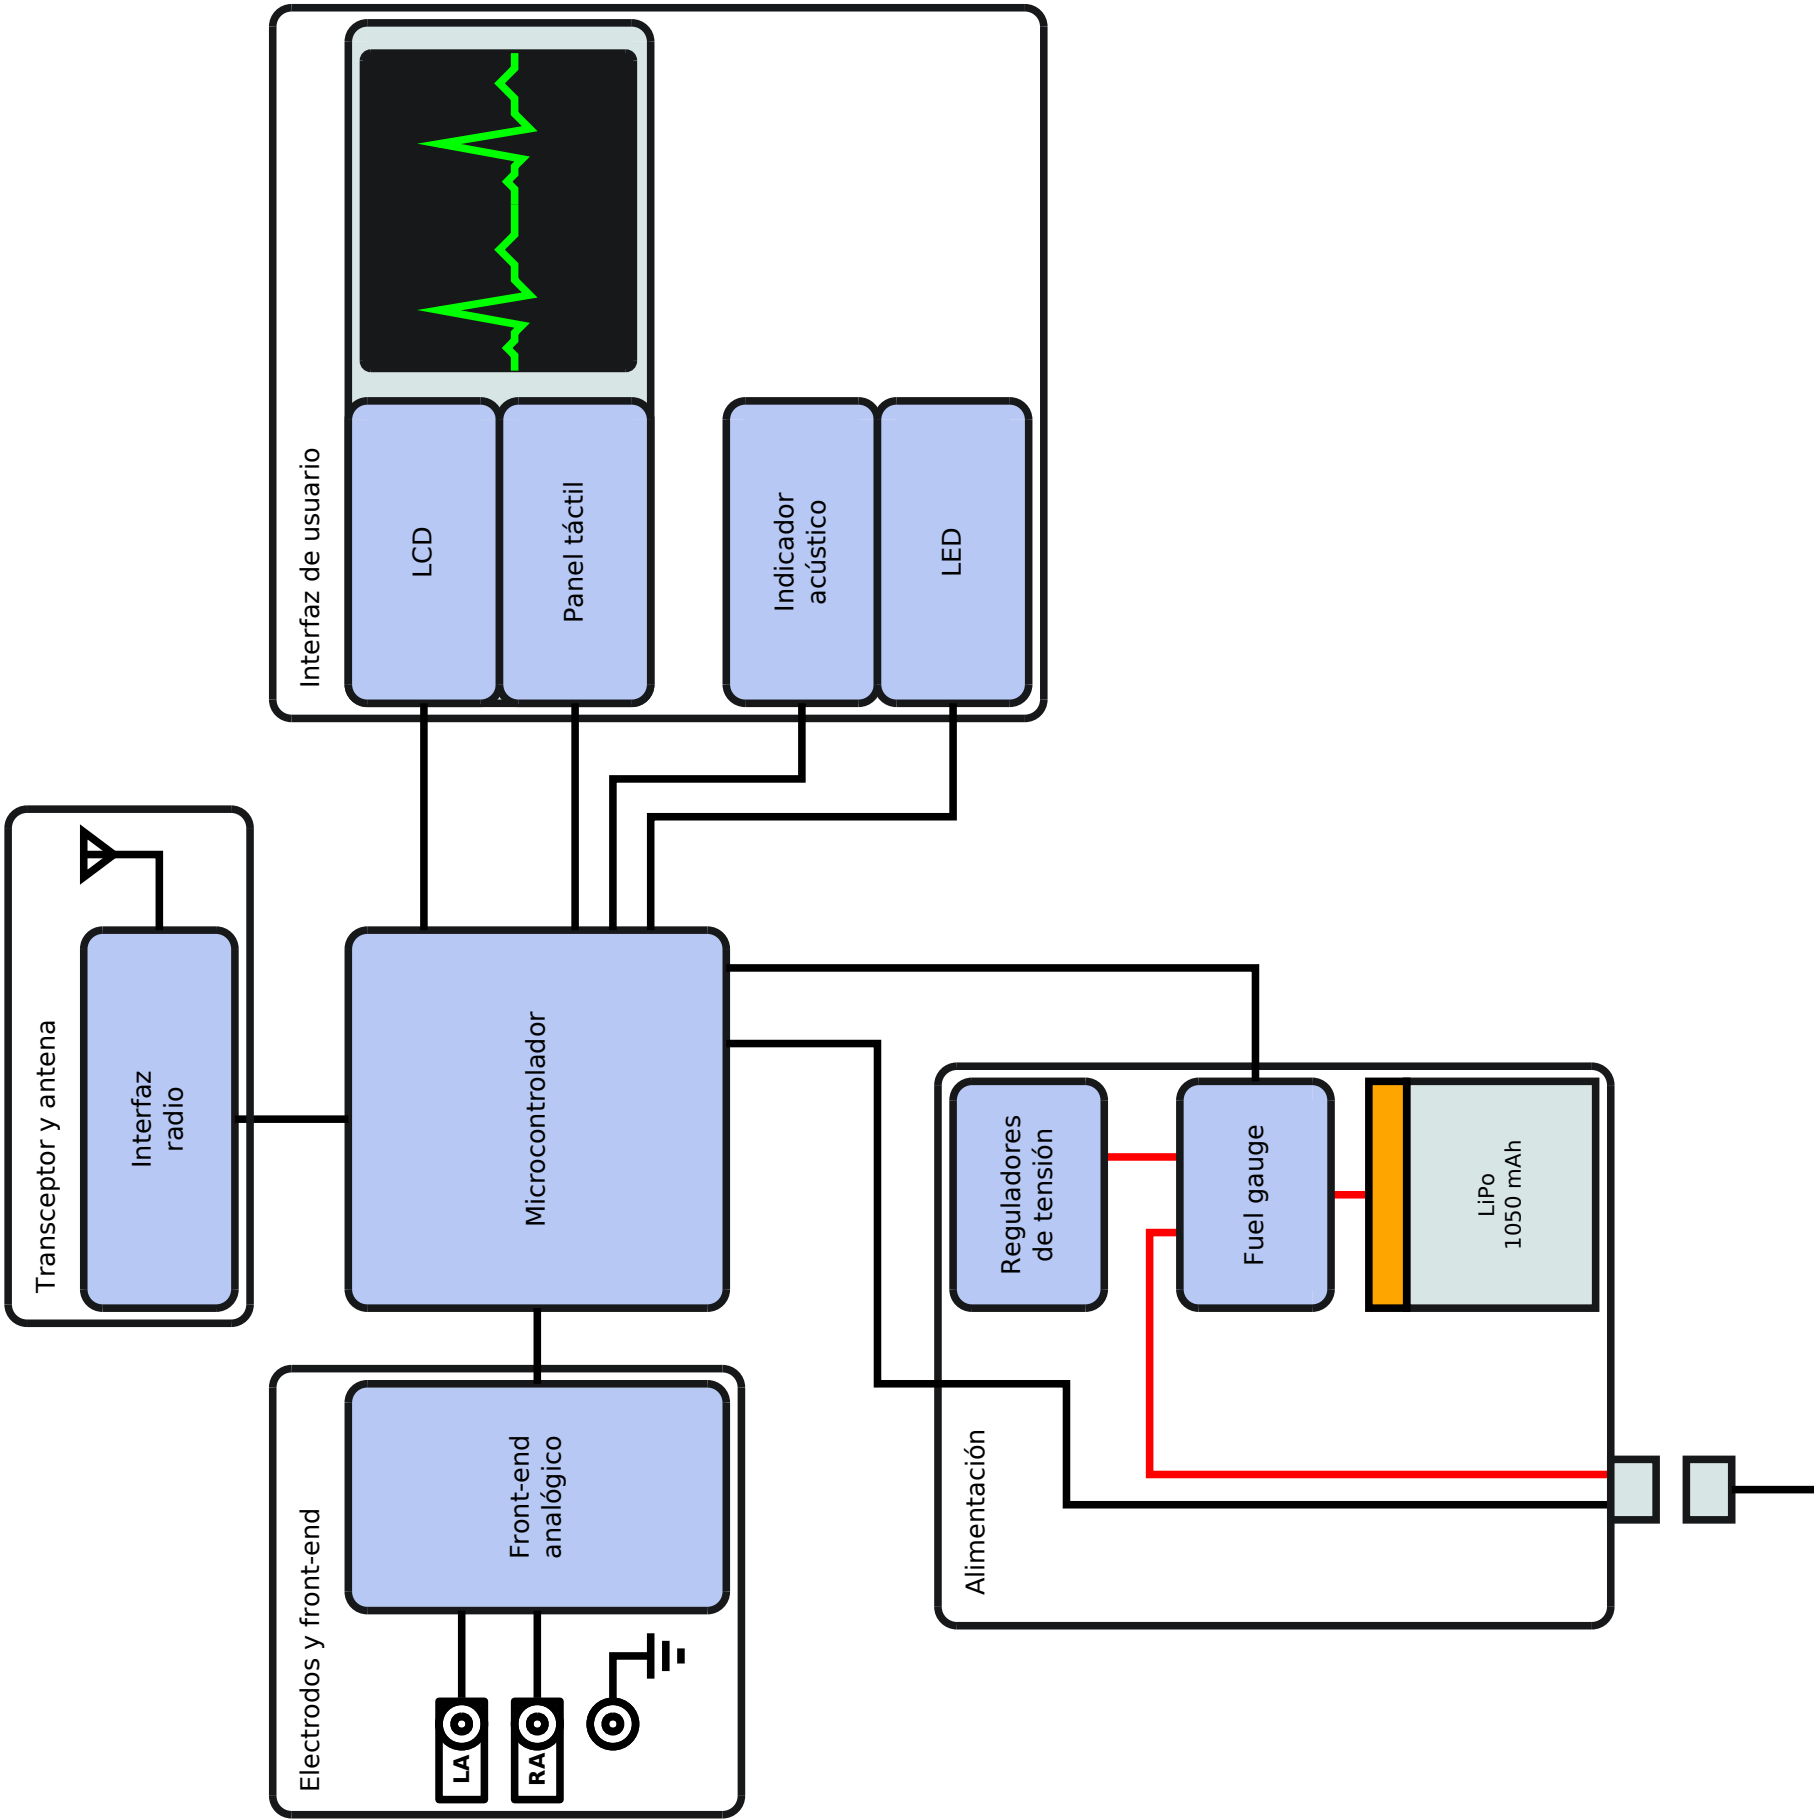 Transceptor y antena
Interfaz
radio
Electrodos y front-end
LA
RA
Front-end
analógico
Microcontrolador
Interfaz de usuario
LCD
Panel táctil
Indicador
acústico
LED
Alimentación
Reguladores
de tensión
Fuel gauge
LiPo
1050 mAh